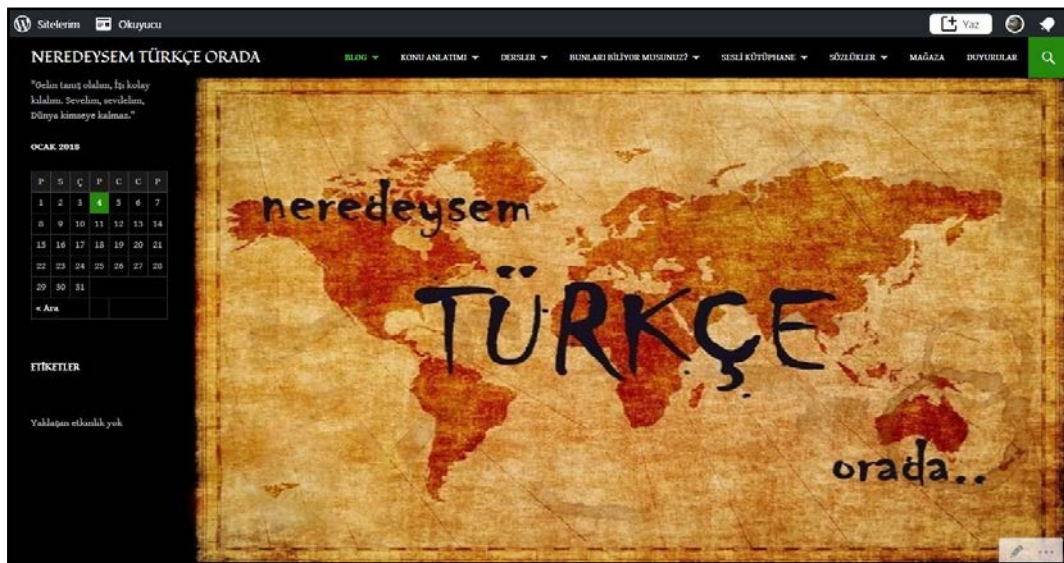 Sitelerim Okuyucu Yaz
NEREDEYSEM TÜRKÇE ORADA
BLOG KONU ANLATIMI DERSLER BUNLARI BİLİYOR MUSUNUZ? SESLİ KÜTÜPHANE SÖZLÜKLER MAĞAZA DUYURULAR
"Gelin tanış olalım, İşi kolay
kılalım. Sevelim, sevilelim,
Dünya kimseye kalmaz."
OCAK 2018
P S Ç P C C P
1 2 3 4 5 6 7
8 9 10 11 12 13 14
15 16 17 18 19 20 21
22 23 24 25 26 27 28
29 30 31
« Ara
ETİKETLER
Yaklaşan etkinlik yok
neredeysem
TÜRKÇE
orada..